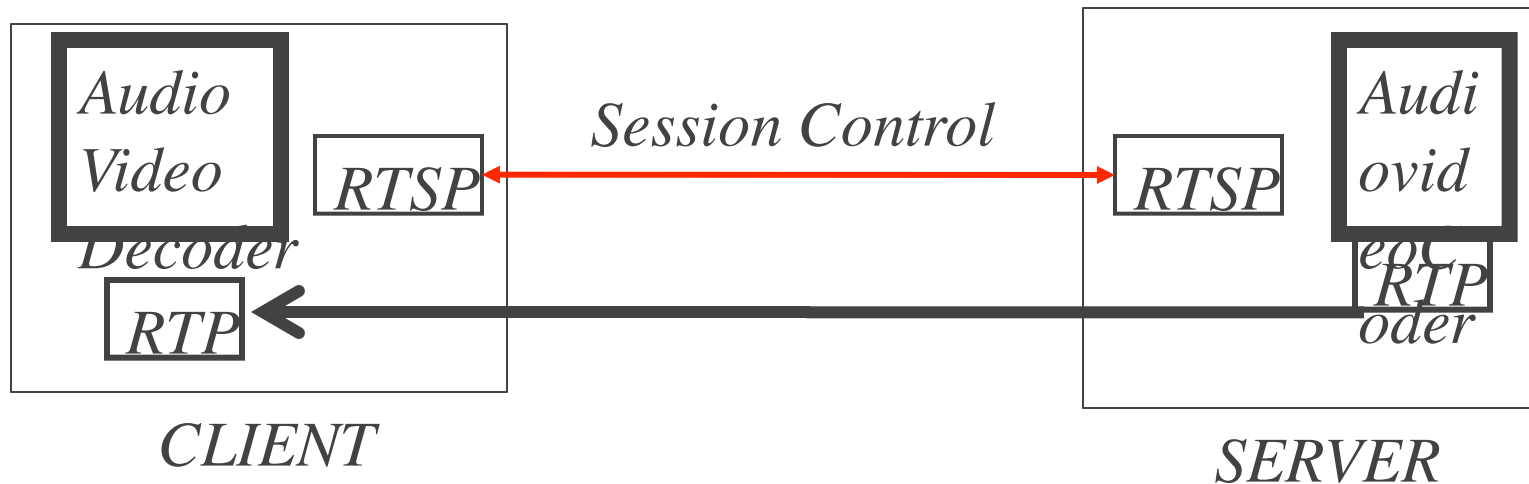 Audio
Video
Decoder
RTSP
RTP
CLIENT
Session Control
RTSP
Audi
ovid
eoC
oder
RTP
SERVER